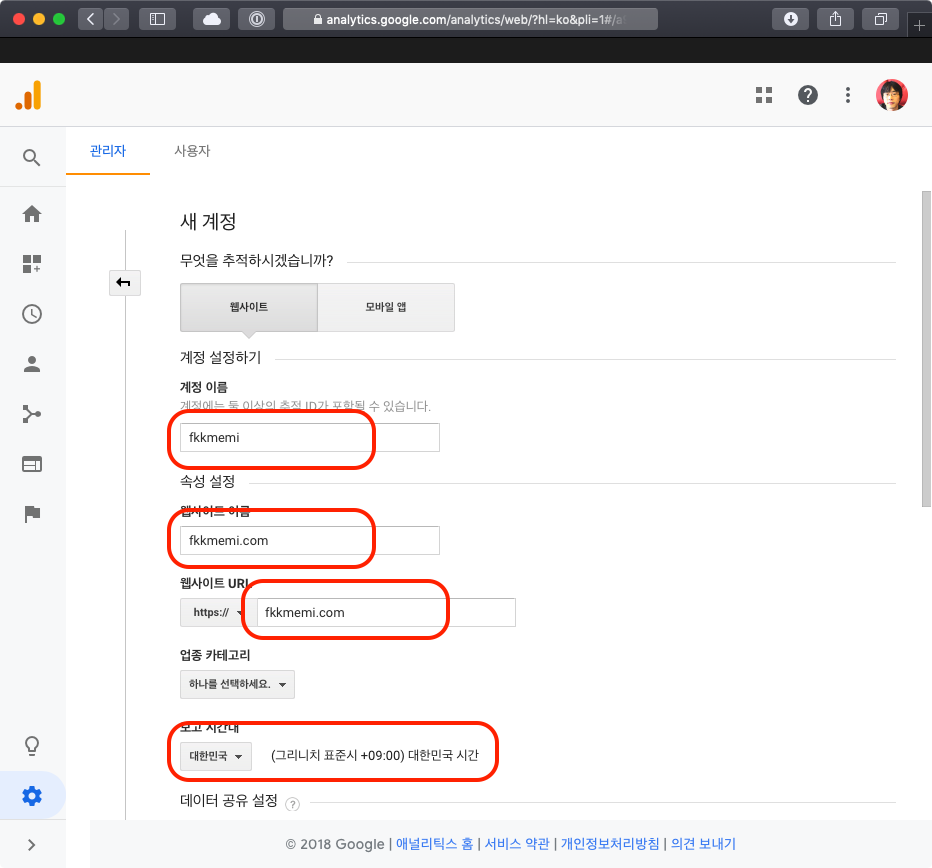 analytics.google.com/analytics/web/?hl=ko&pli=1#/a
관리자 사용자
새 계정
무엇을 추적하시겠습니까?
웹사이트 모바일 앱
계정 설정하기
계정 이름
계정에는 둘 이상의 추적 ID가 포함될 수 있습니다.
fkkmemi
속성 설정
웹사이트 이름
fkkmemi.com
웹사이트 URL
https:// fkkmemi.com
업종 카테고리
하나를 선택하세요.
보고 시간대
대한민국 (그리니치 표준시 +09:00) 대한민국 시간
데이터 공유 설정 ?
© 2018 Google | 애널리틱스 홈 | 서비스 약관 | 개인정보처리방침 | 의견 보내기